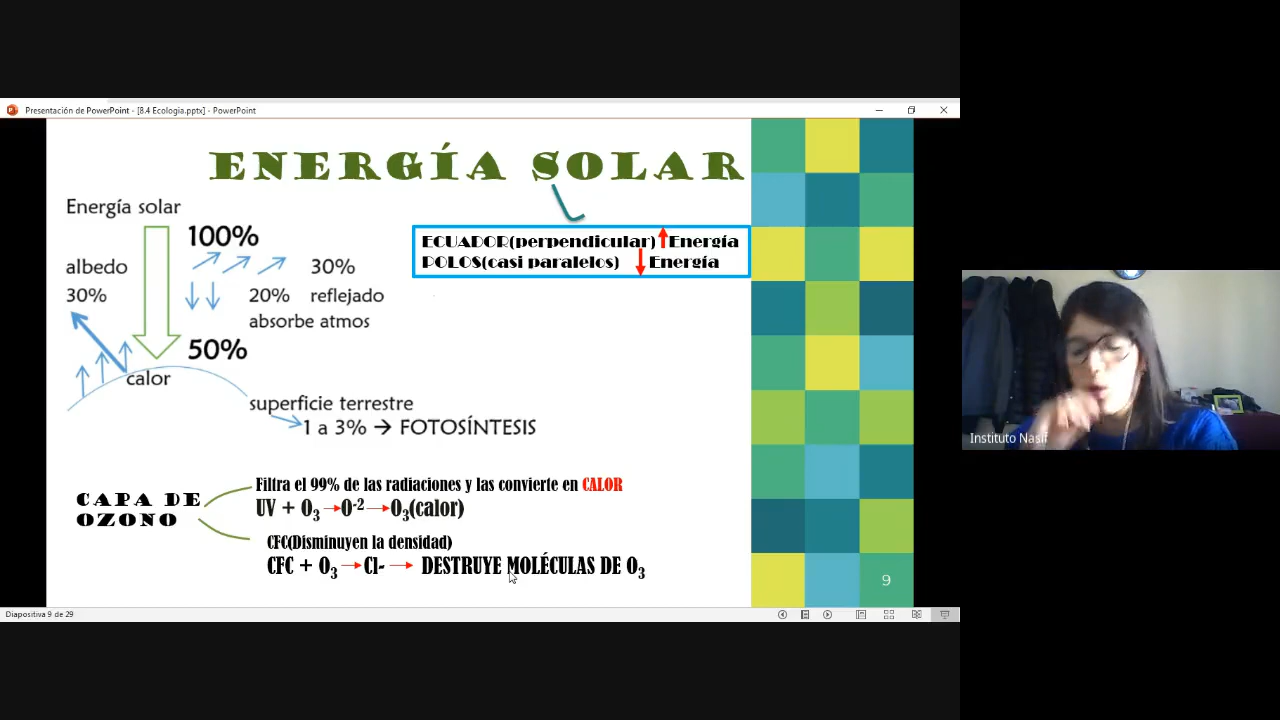 Presentación de PowerPoint - [8.4 Ecologia.pptx] - PowerPoint
ENERGÍA SOLAR
Energía solar
100%
ECUADOR(perpendicular) Energía
POLOS(casi paralelos) Energía
albedo
30%
30%
reflejado
20%
absorbe atmos
50%
calor
superficie terrestre
1 a 3% → FOTOSÍNTESIS
CAPA DE
OZONO
Filtra el 99% de las radiaciones y las convierte en CALOR
UV + O3 → O-2 → O3(calor)
CFC(Disminuyen la densidad)
CFC + O3 → Cl- → DESTRUYE MOLÉCULAS DE O3
9
Diapositiva 9 de 29
Instituto Nasif